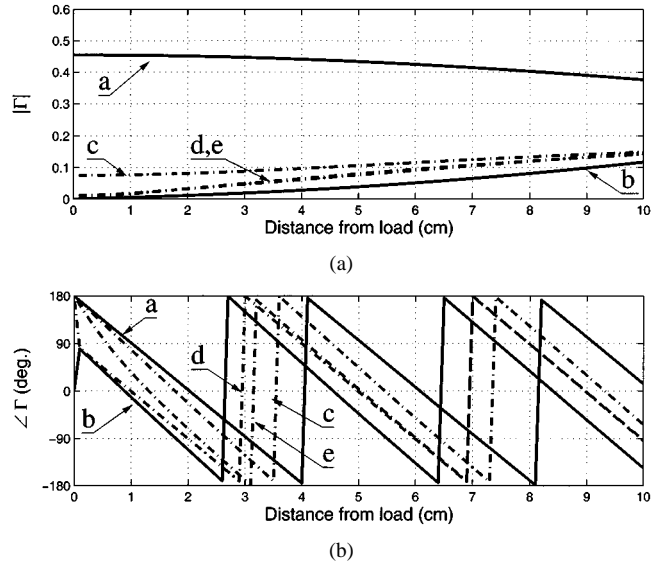 0.6
0.5
0.4
0.3
0.2
0.1
0
|Γ|
a
c
d,e
b
0 1 2 3 4 5 6 7 8 9 10
Distance from load (cm)
(a)
180
90
0
-90
-180
∠ Γ (deg.)
a
b
d
c
e
0 1 2 3 4 5 6 7 8 9 10
Distance from load (cm)
(b)